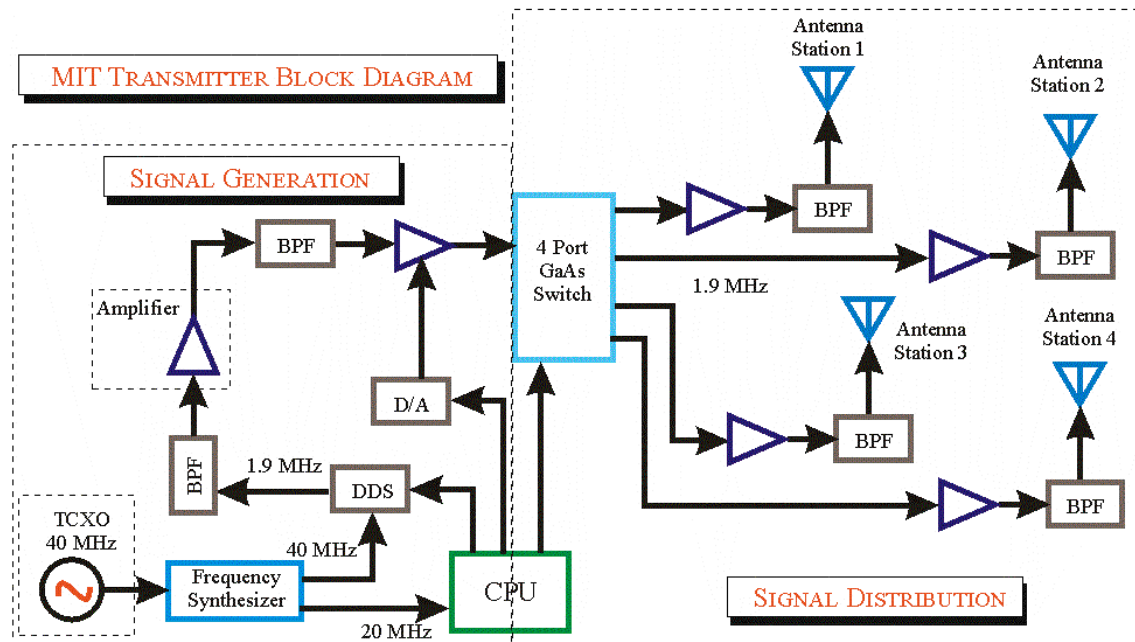 MIT TRANSMITTER BLOCK DIAGRAM
SIGNAL GENERATION
Antenna
Station 1
Antenna
Station 2
BPF
BPF
4 Port
GaAs
Switch
1.9 MHz
BPF
Amplifier
Antenna
Station 3
Antenna
Station 4
D/A
BPF
1.9 MHz
DDS
BPF
BPF
TCXO
40 MHz
40 MHz
Frequency
Synthesizer
20 MHz
CPU
SIGNAL DISTRIBUTION